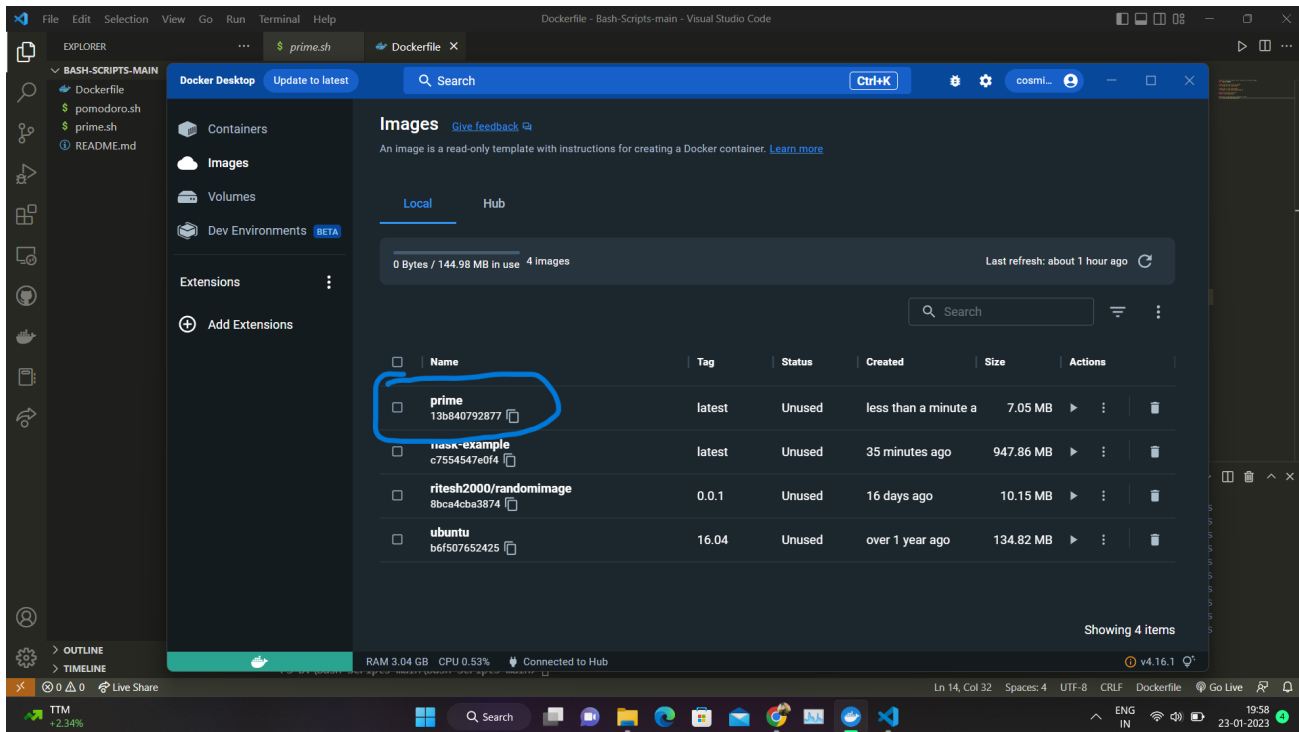 File Edit Selection View Go Run Terminal Help
Dockerfile - Bash-Scripts-main - Visual Studio Code
EXPLORER
$ prime.sh
Dockerfile
BASH-SCRIPTS-MAIN
Dockerfile
$ pomodoro.sh
$ prime.sh
README.md
Docker Desktop
Update to latest
Search
Ctrl+K
cosmi...
Containers
Images
Volumes
Dev Environments BETA
Extensions
Add Extensions
Images Give feedback
An image is a read-only template with instructions for creating a Docker container. Learn more
Local Hub
0 Bytes / 144.98 MB in use 4 images
Last refresh: about 1 hour ago
Search
Name Tag Status Created Size Actions
prime
13b840792877
latest Unused less than a minute a 7.05 MB
flask-example
c7554547e0f4
latest Unused 35 minutes ago 947.86 MB
ritesh2000/randomimage
8bca4cba3874
0.0.1 Unused 16 days ago 10.15 MB
ubuntu
b6f507652425
16.04 Unused over 1 year ago 134.82 MB
Showing 4 items
RAM 3.04 GB CPU 0.53% Connected to Hub
v4.16.1
OUTLINE
TIMELINE
0 0 Live Share
Ln 14, Col 32 Spaces: 4 UTF-8 CRLF Dockerfile Go Live
TTM
+2.34%
Search
ENG
IN
19:58
23-01-2023
4